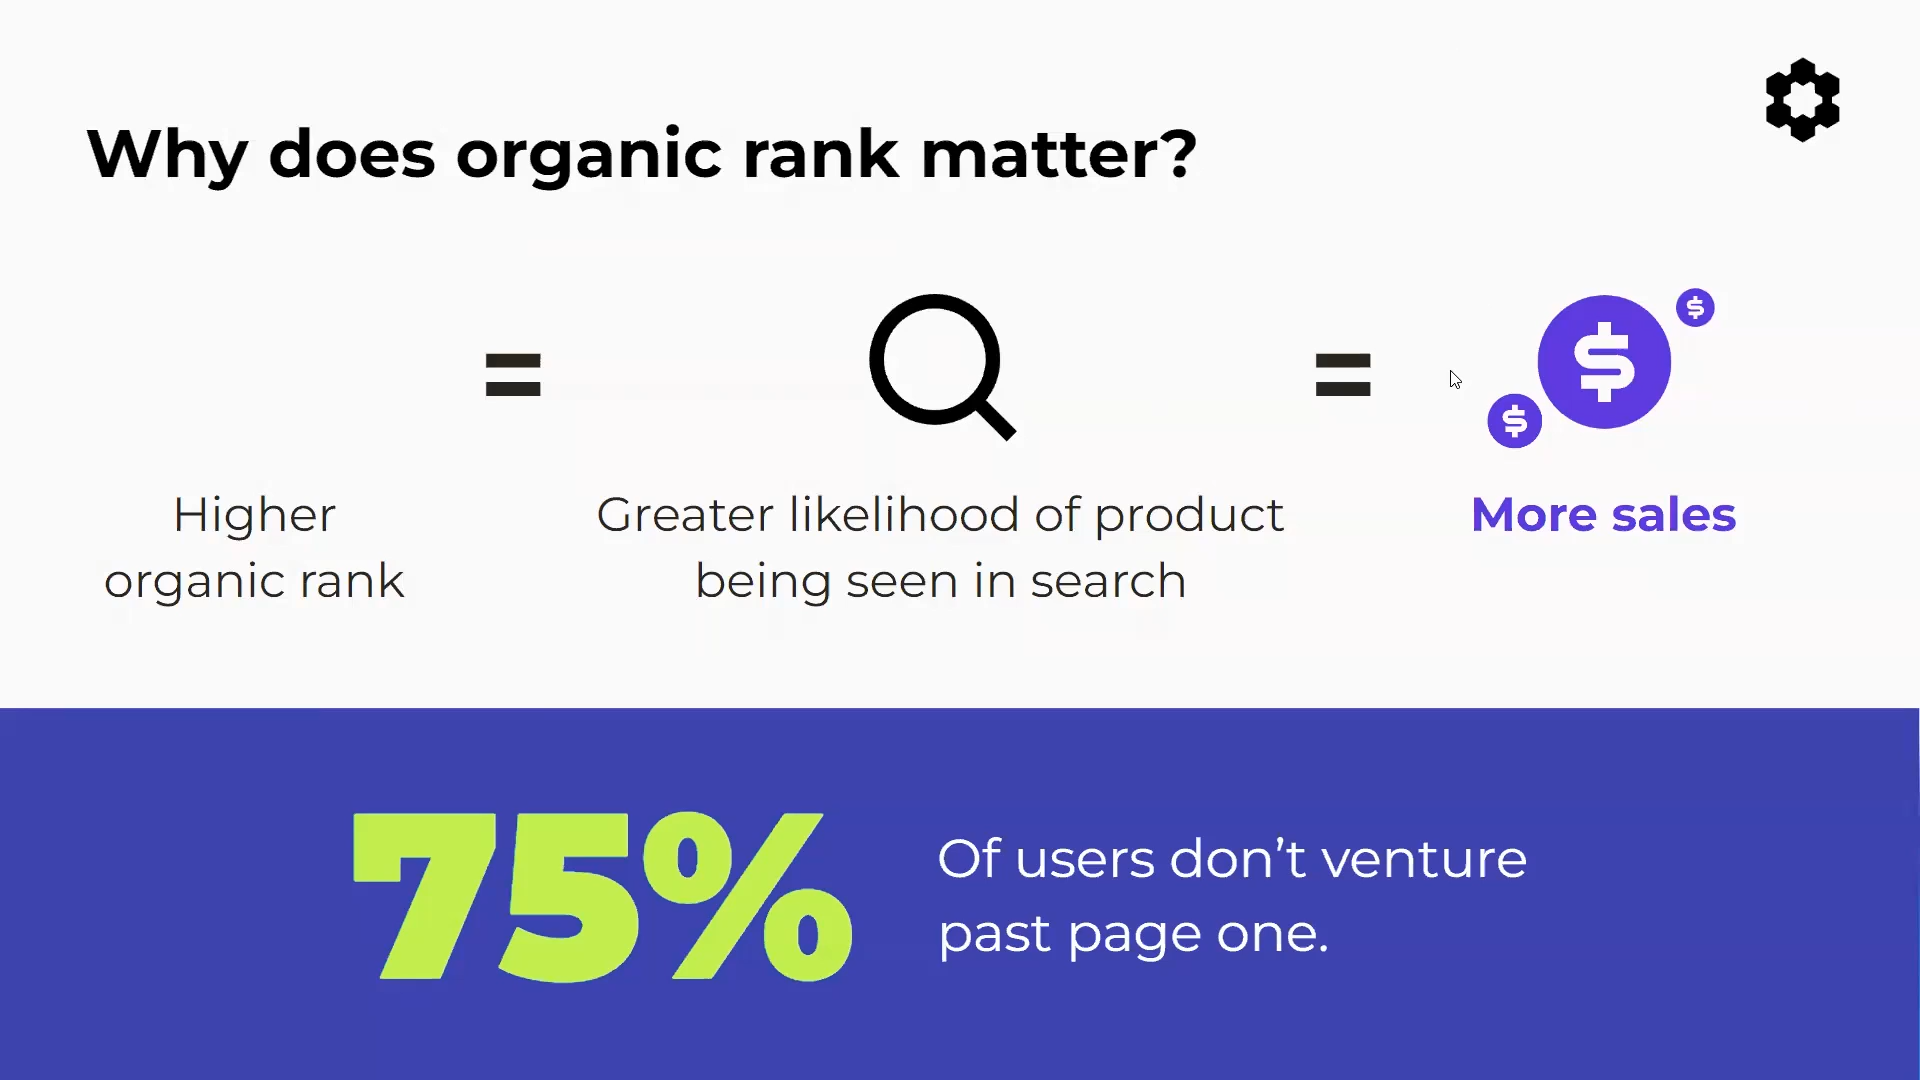 Why does organic rank matter?
=
=
$
$
$
Higher
organic rank
Greater likelihood of product
being seen in search
More sales
75%
Of users don’t venture
past page one.